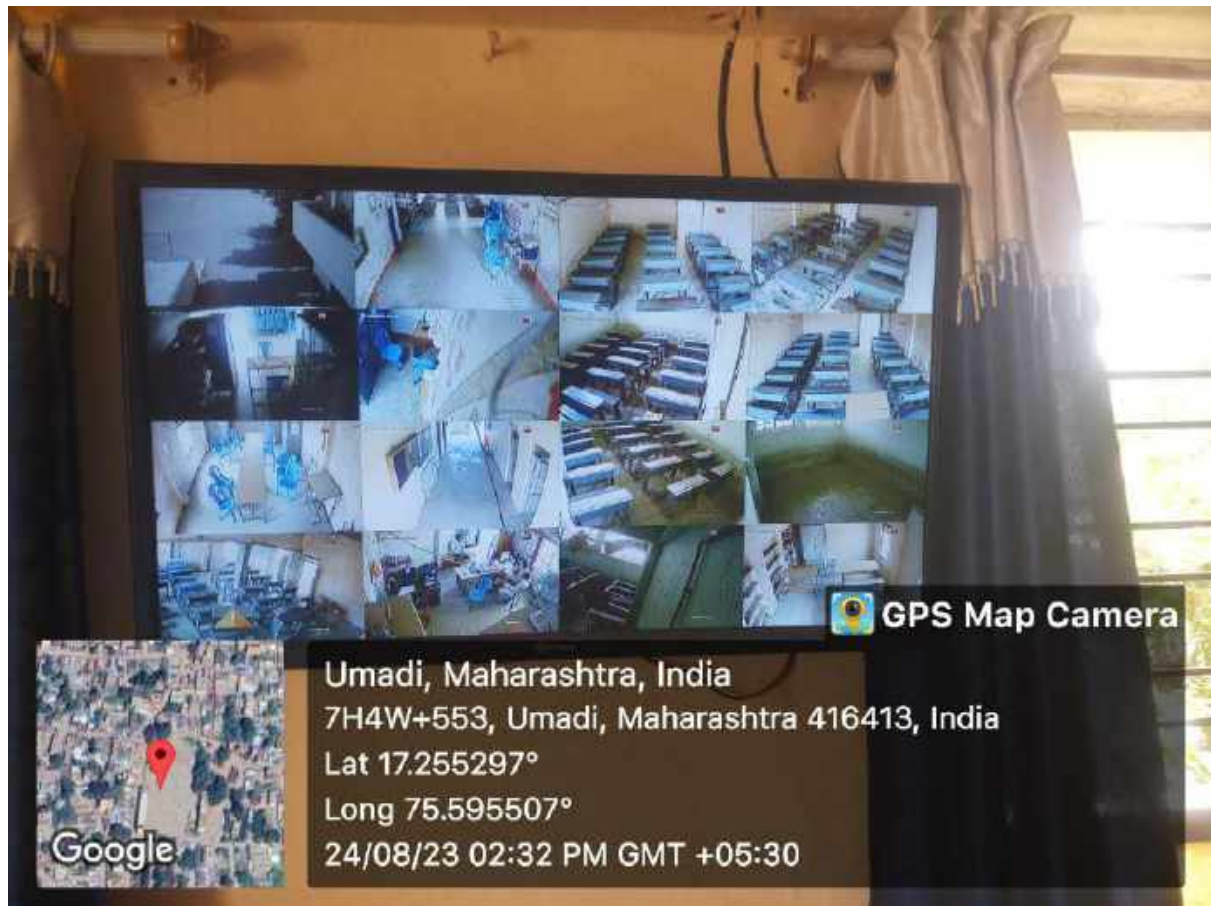 GPS Map Camera
Umadi, Maharashtra, India
7H4W+553, Umadi, Maharashtra 416413, India
Lat 17.255297°
Long 75.595507°
24/08/23 02:32 PM GMT +05:30
Google